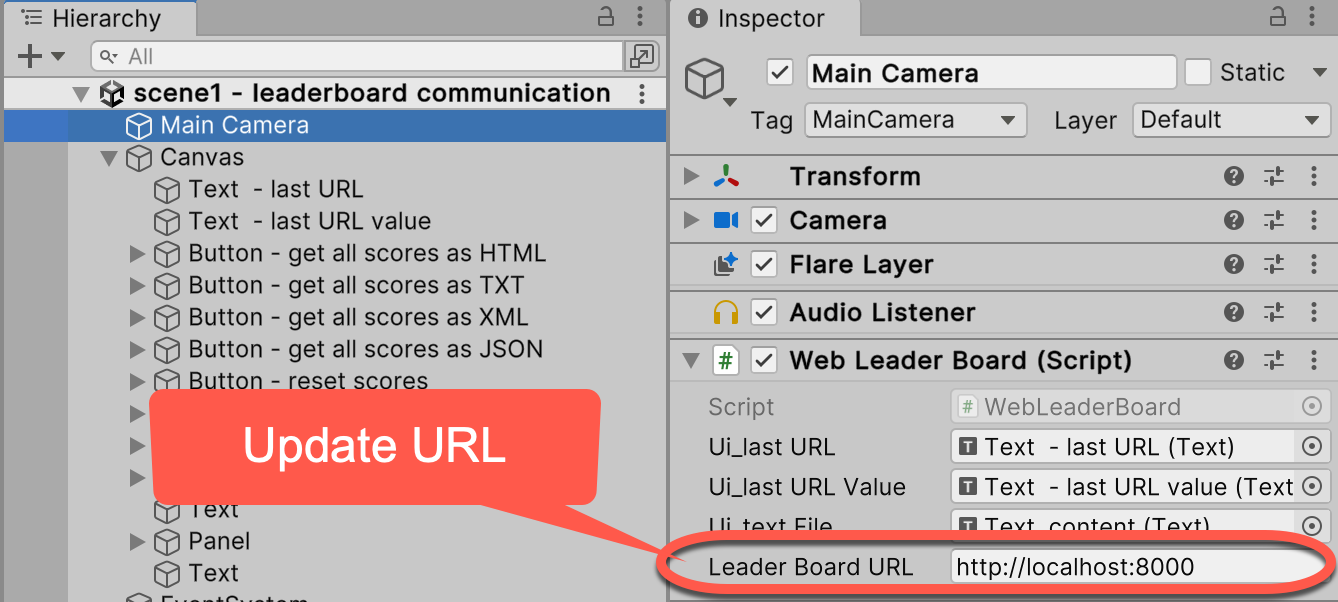 Hierarchy
All
scene1 - leaderboard communication
Main Camera
Canvas
Text - last URL
Text - last URL value
Button - get all scores as HTML
Button - get all scores as TXT
Button - get all scores as XML
Button - get all scores as JSON
Button - reset scores
Update URL
Text
Panel
Text
EventSystem
Inspector
Main Camera
Static
Tag MainCamera Layer Default
Transform
Camera
Flare Layer
Audio Listener
# Web Leader Board (Script)
Script # WebLeaderBoard
Ui_last URL T Text - last URL (Text)
Ui_last URL Value T Text - last URL value (Text
Ui_text File T Text content (Text)
Leader Board URL http://localhost:8000